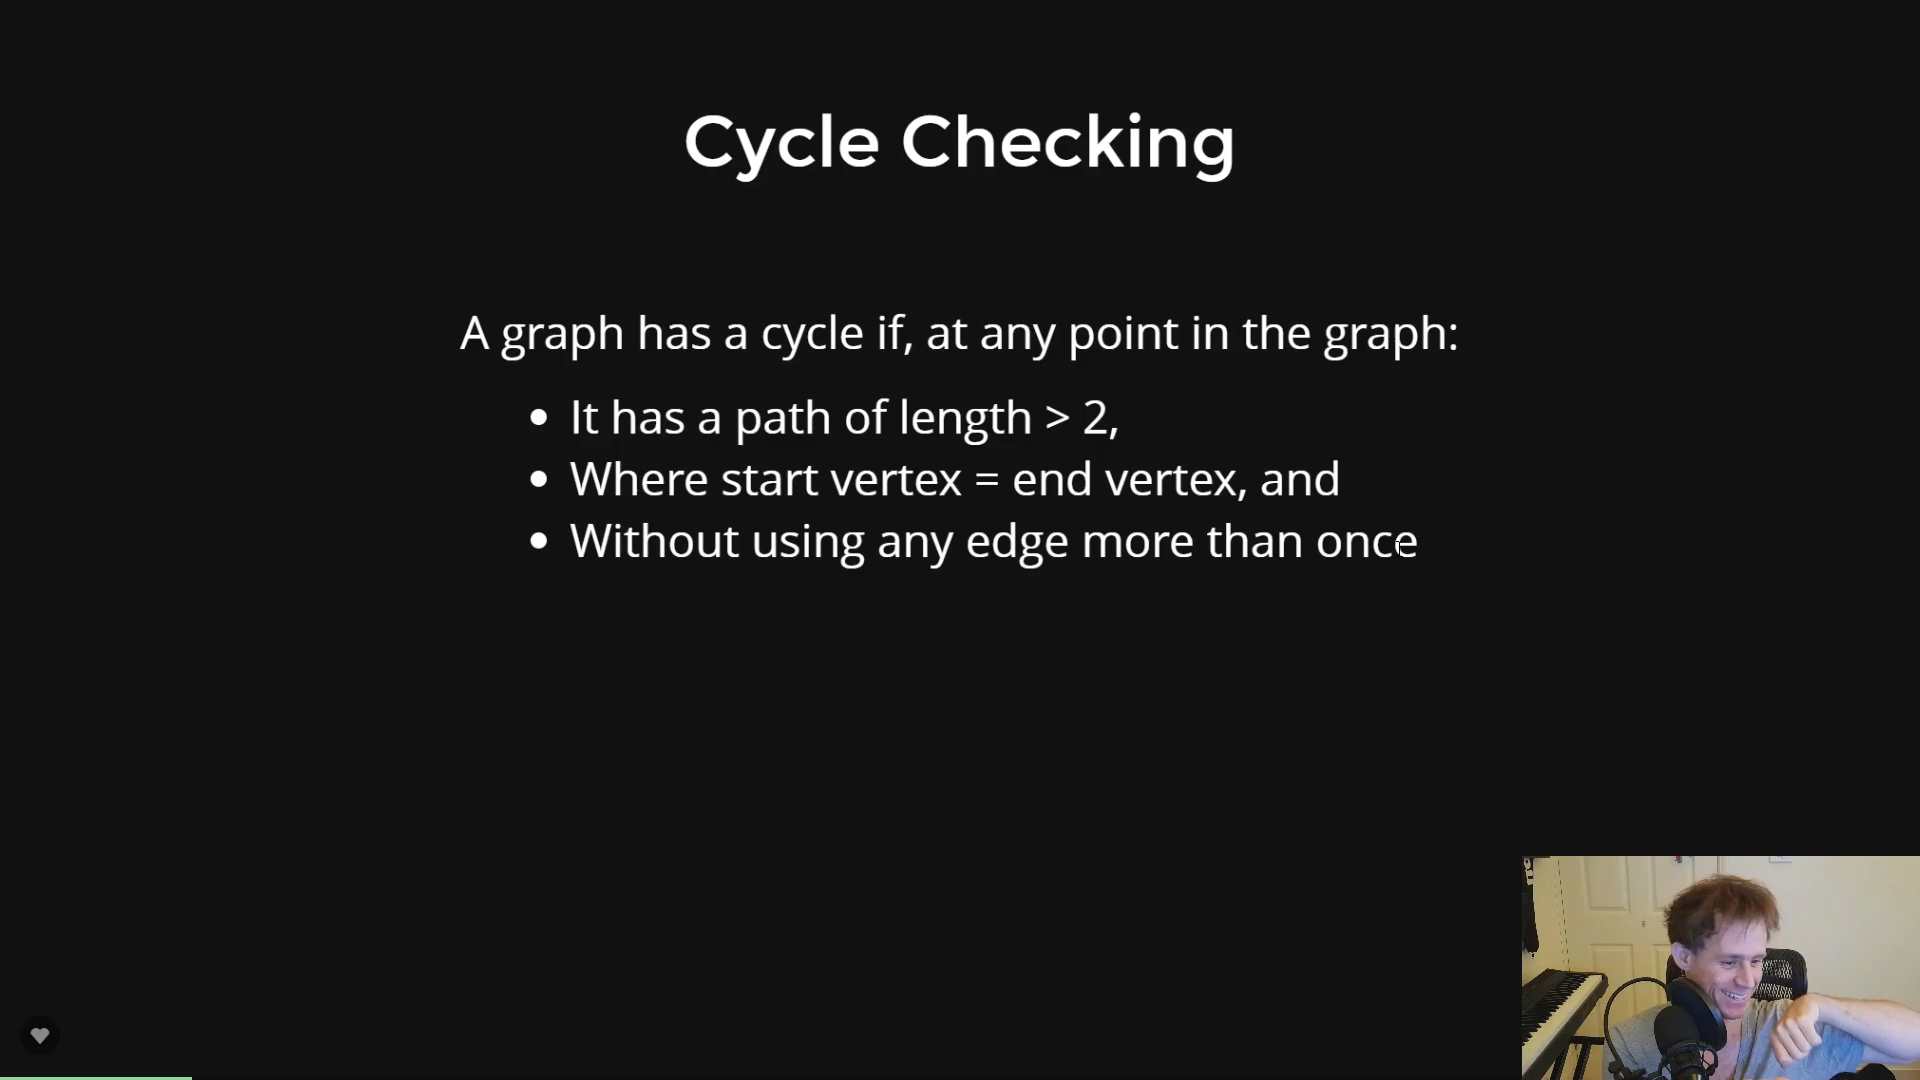 Cycle Checking
A graph has a cycle if, at any point in the graph:
It has a path of length > 2,
Where start vertex = end vertex, and
Without using any edge more than once